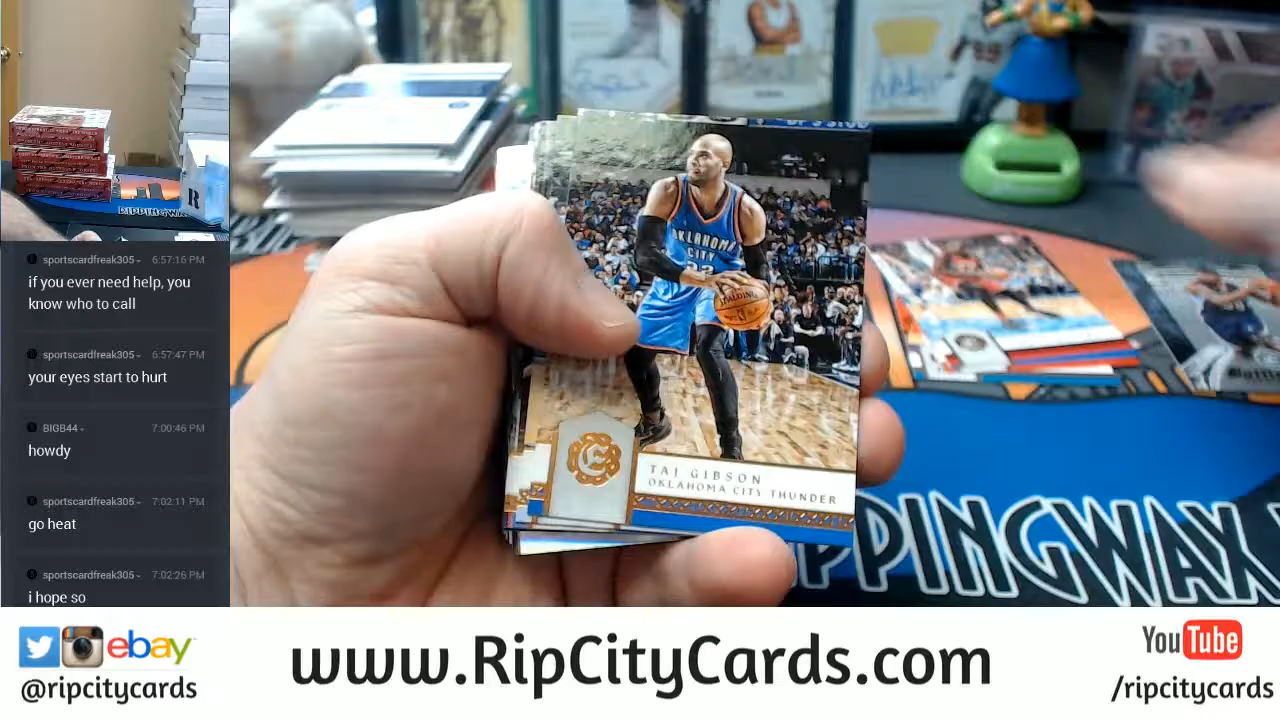 sportscardfreak305 6:57:16 PM
if you ever need help, you
know who to call
sportscardfreak305 6:57:47 PM
your eyes start to hurt
BIGB44 7:00:46 PM
howdy
sportscardfreak305 7:02:11 PM
go heat
sportscardfreak305 7:02:26 PM
i hope so
RIPPINGWAX
R
OKLAHOMA
CITY
SPALDING
E
TAJ GIBSON
OKLAHOMA CITY THUNDER
PPINGWAX
ebay
@ripcitycards
www.RipCityCards.com
YouTube
/ripcitycards